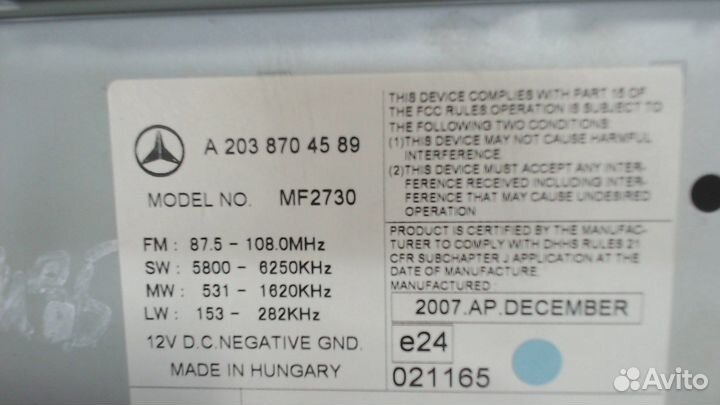 A 203 870 45 89
MODEL NO. MF2730
FM : 87.5 - 108.0MHz
SW : 5800 - 6250KHz
MW : 531 - 1620KHz
LW : 153 - 282KHz
12V D.C.NEGATIVE GND.
MADE IN HUNGARY
THIS DEVICE COMPLIES WITH PART 15 OF
THE FCC RULES OPERATION IS SUBJECT TO
THE FOLLOWING TWO CONDITIONS:
(1)THIS DEVICE MAY NOT CAUSE HARMFUL
INTERFERENCE.
(2)THIS DEVICE MUST ACCEPT ANY INTER-
FERENCE RECEIVED INCLUDING INTER-
FERENCE THAT MAY CAUSE UNDESIRED
OPERATION
PRODUCT IS CERTIFIED BY THE MANUFAC-
TURER TO COMPLY WITH DHHS RULES 21
CFR SUBCHAPTER J APPLICATION AT THE
DATE OF MANUFACTURE.
MANUFACTURED :
2007.AP.DECEMBER
e24
021165
Avito